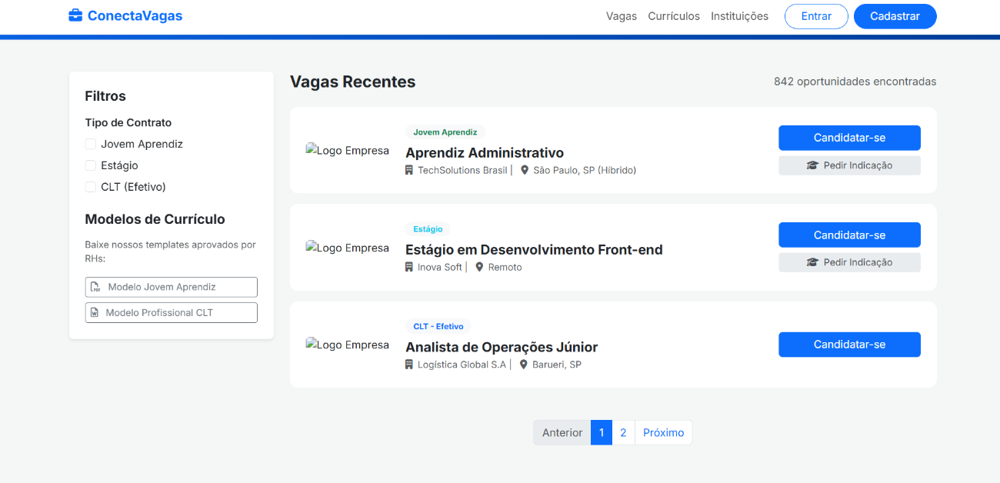 ConectaVagas
Vagas Currículos Instituições Entrar Cadastrar
Filtros
Tipo de Contrato
Jovem Aprendiz
Estágio
CLT (Efetivo)
Modelos de Currículo
Baixe nossos templates aprovados por
RHs:
Modelo Jovem Aprendiz
Modelo Profissional CLT
Vagas Recentes
842 oportunidades encontradas
Logo Empresa
Jovem Aprendiz
Aprendiz Administrativo
TechSolutions Brasil | São Paulo, SP (Híbrido)
Candidatar-se
Pedir Indicação
Logo Empresa
Estágio
Estágio em Desenvolvimento Front-end
Inova Soft | Remoto
Candidatar-se
Pedir Indicação
Logo Empresa
CLT - Efetivo
Analista de Operações Júnior
Logística Global S.A | Barueri, SP
Candidatar-se
Anterior 1 2 Próximo